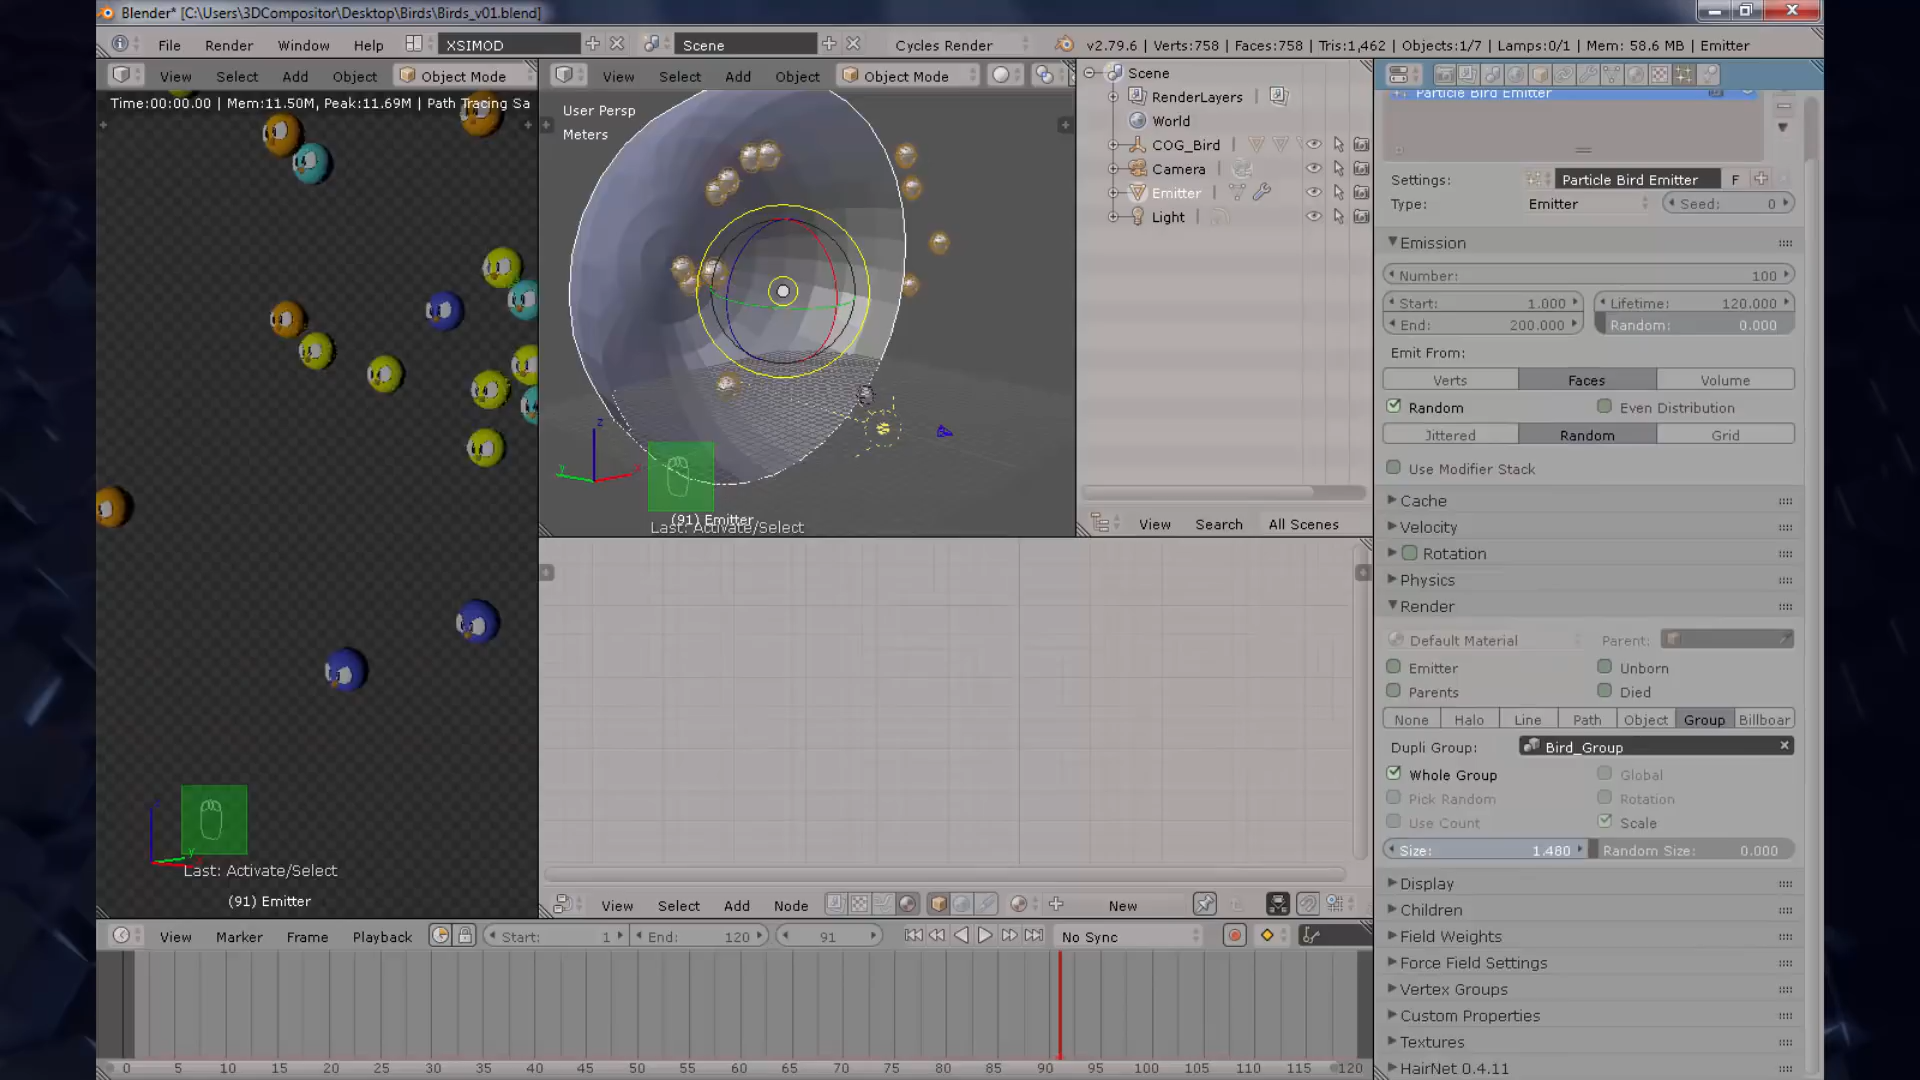 Blender* [C:\Users\3DCompositor\Desktop\Birds\Birds_v01.blend]
File Render Window Help XSIMOD Scene Cycles Render v2.79.6 | Verts:758 | Faces:758 | Tris:1,462 | Objects:1/7 | Lamps:0/1 | Mem: 58.6 MB | Emitter
View Select Add Object Object Mode
Time:00:00.00 | Mem:11.50M, Peak:11.69M | Path Tracing Sa
Last: Activate/Select
(91) Emitter
View Select Add Object Object Mode
User Persp
Meters
(91) Emitter
Last: Activate/Select
Scene
RenderLayers
World
COG_Bird
Camera
Emitter
Light
View Search All Scenes
Particle Bird Emitter
Settings: Particle Bird Emitter F
Type: Emitter Seed: 0
Emission
Number: 100
Start: 1.000 Lifetime: 120.000
End: 200.000 Random: 0.000
Emit From:
Verts Faces Volume
Random Even Distribution
Jittered Random Grid
Use Modifier Stack
Cache
Velocity
Rotation
Physics
Render
Default Material Parent:
Emitter Unborn
Parents Died
None Halo Line Path Object Group Billboar
Dupli Group: Bird_Group
Whole Group Global
Pick Random Rotation
Use Count Scale
Size: 1.480 Random Size: 0.000
Display
Children
Field Weights
Force Field Settings
Vertex Groups
Custom Properties
Textures
HairNet 0.4.11
View Select Add Node New
View Marker Frame Playback Start: 1 End: 120 91 No Sync
0 5 10 15 20 25 30 35 40 45 50 55 60 65 70 75 80 85 90 95 100 105 110 115 120
x
y
z